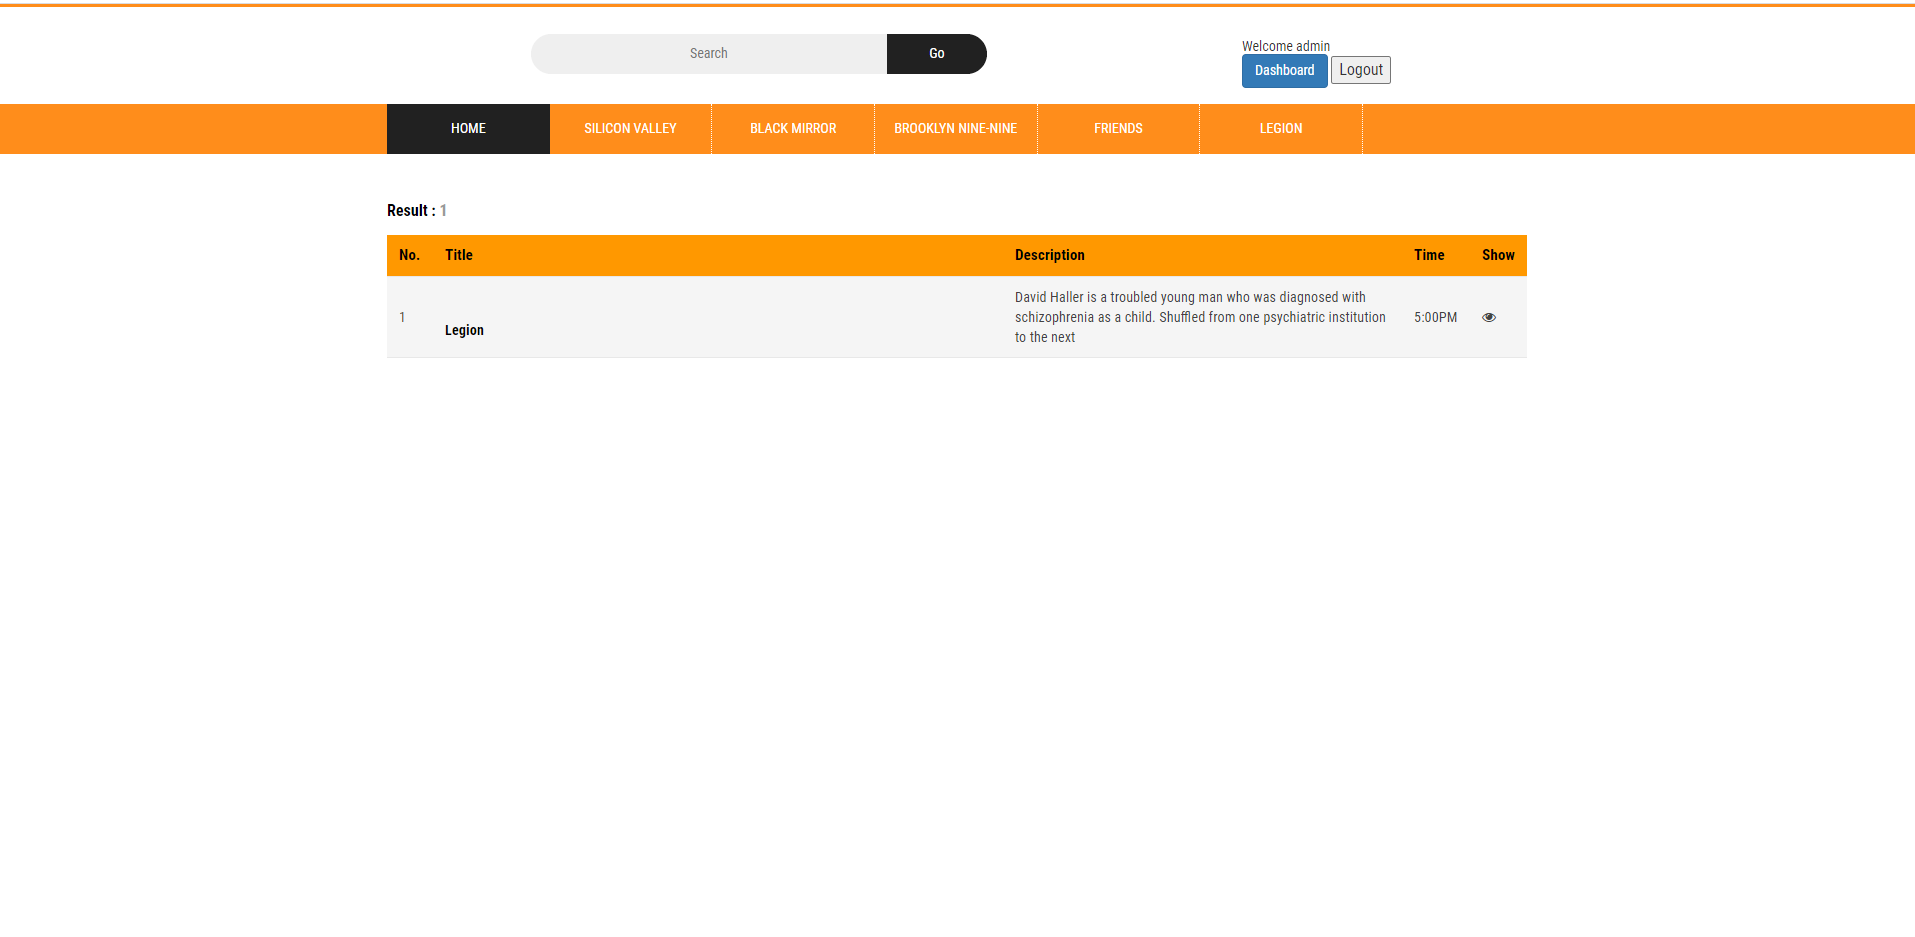 Search
Go
Welcome admin
Dashboard
Logout
HOME
SILICON VALLEY
BLACK MIRROR
BROOKLYN NINE-NINE
FRIENDS
LEGION
Result : 1
No.
Title
Description
Time
Show
1
Legion
David Haller is a troubled young man who was diagnosed with
schizophrenia as a child. Shuffled from one psychiatric institution
to the next
5:00PM